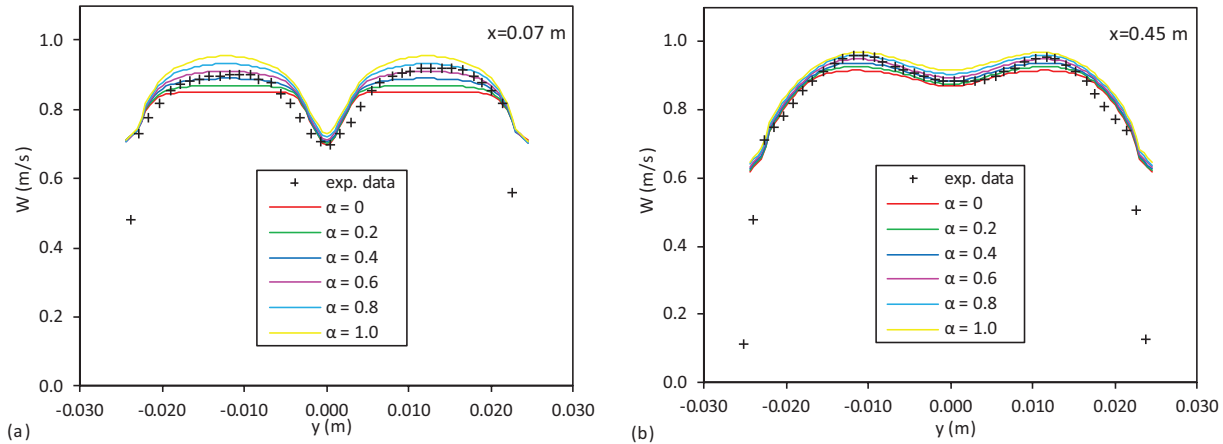 x=0.07 m
1.0
0.8
0.6
0.4
0.2
0.0
W (m/s)
exp. data
α = 0
α = 0.2
α = 0.4
α = 0.6
α = 0.8
α = 1.0
-0.030 -0.020 -0.010 0.000 0.010 0.020 0.030
y (m)
(a)
x=0.45 m
1.0
0.8
0.6
0.4
0.2
0.0
W (m/s)
exp. data
α = 0
α = 0.2
α = 0.4
α = 0.6
α = 0.8
α = 1.0
-0.030 -0.020 -0.010 0.000 0.010 0.020 0.030
y (m)
(b)